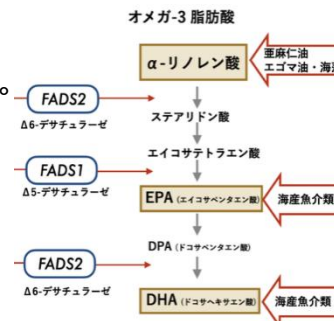 オメガ-3 脂肪酸
α-リノレン酸
亜麻仁油
エゴマ油・海
FADS2
Δ6-デサチュラーゼ
ステアリドン酸
エイコサテトラエン酸
FADS1
Δ5-デサチュラーゼ
EPA (エイコサペンタエン酸)
海産魚介類
DPA (ドコサペンタエン酸)
FADS2
Δ6-デサチュラーゼ
DHA (ドコサヘキサエン酸)
海産魚介類